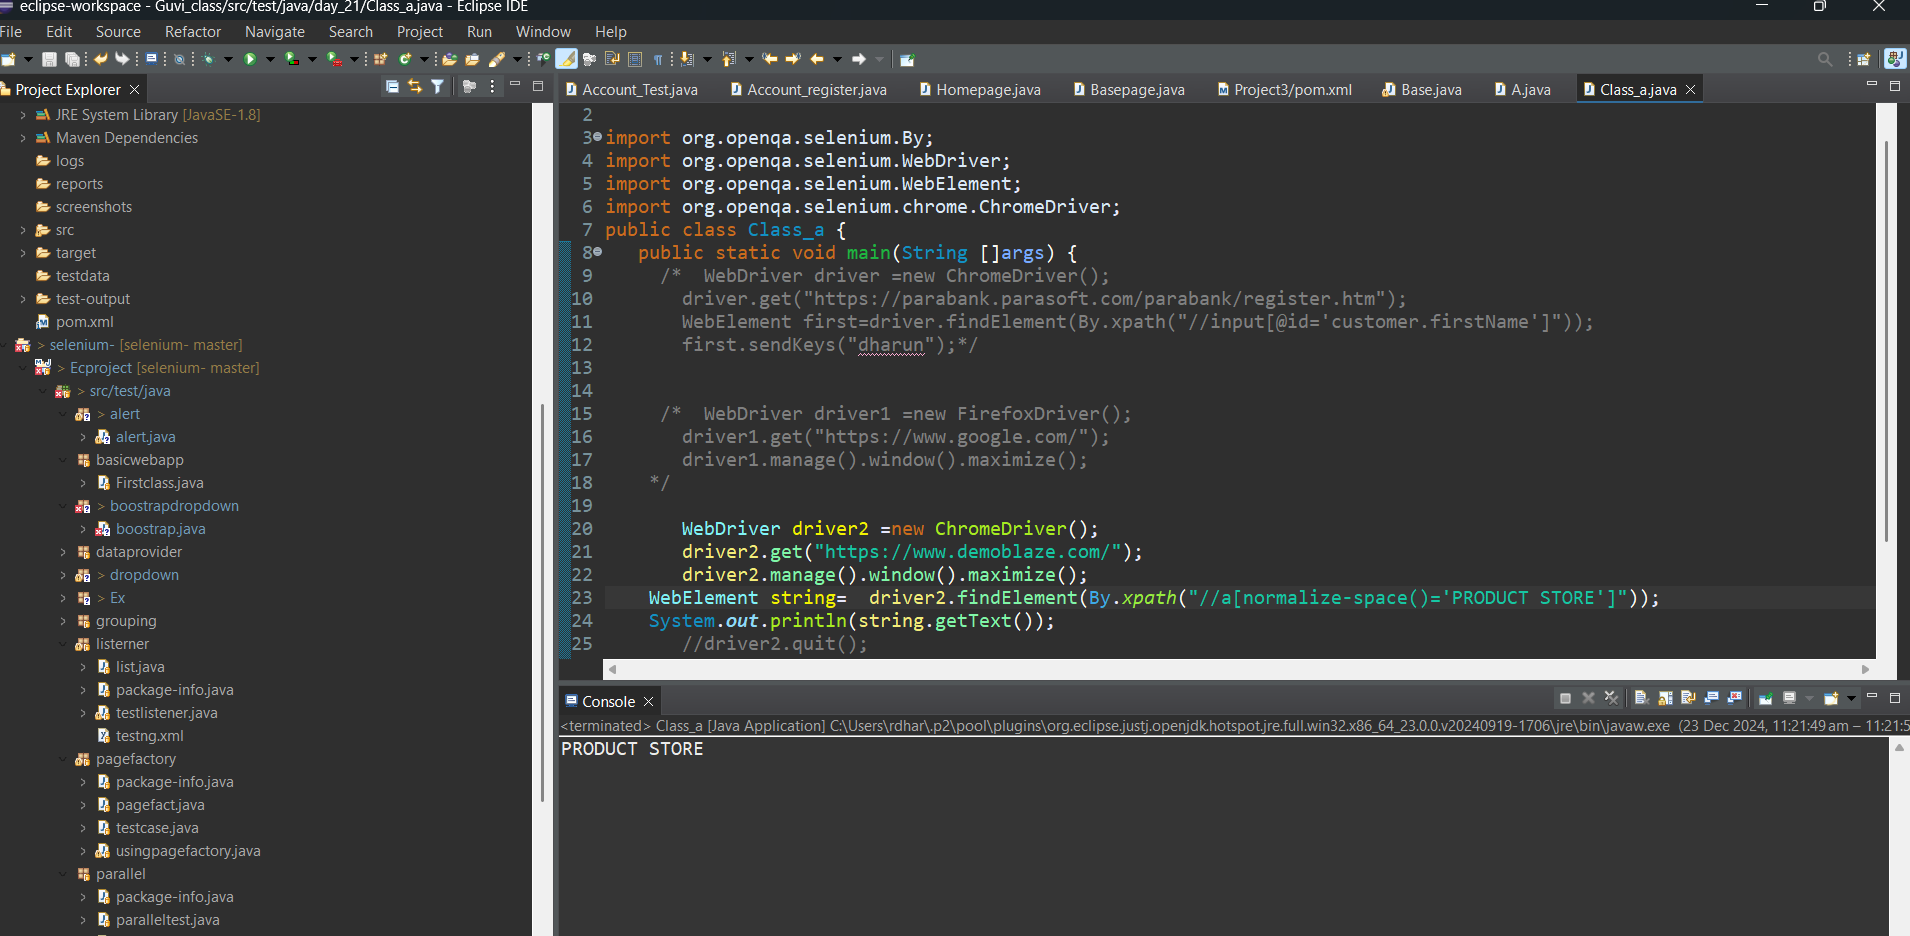 eclipse-workspace - Guvi_class/src/test/java/day_21/Class_a.java - Eclipse IDE
File Edit Source Refactor Navigate Search Project Run Window Help
Project Explorer
JRE System Library [JavaSE-1.8]
Maven Dependencies
logs
reports
screenshots
src
target
testdata
test-output
pom.xml
> selenium- [selenium- master]
> Ecproject [selenium- master]
> src/test/java
> alert
alert.java
basicwebapp
Firstclass.java
> boostrapdropdown
boostrap.java
dataprovider
> dropdown
> Ex
grouping
listerner
list.java
package-info.java
testlistener.java
testng.xml
pagefactory
package-info.java
pagefact.java
testcase.java
usingpagefactory.java
parallel
package-info.java
paralleltest.java
Account_Test.java Account_register.java Homepage.java Basepage.java Project3/pom.xml Base.java A.java Class_a.java
2
3 import org.openqa.selenium.By;
4 import org.openqa.selenium.WebDriver;
5 import org.openqa.selenium.WebElement;
6 import org.openqa.selenium.chrome.ChromeDriver;
7 public class Class_a {
8 public static void main(String []args) {
9 /* WebDriver driver =new ChromeDriver();
10 driver.get("https://parabank.parasoft.com/parabank/register.htm");
11 WebElement first=driver.findElement(By.xpath("//input[@id='customer.firstName']"));
12 first.sendKeys("dharun");*/
13
14
15 /* WebDriver driver1 =new FirefoxDriver();
16 driver1.get("https://www.google.com/");
17 driver1.manage().window().maximize();
18 */
19
20 WebDriver driver2 =new ChromeDriver();
21 driver2.get("https://www.demoblaze.com/");
22 driver2.manage().window().maximize();
23 WebElement string= driver2.findElement(By.xpath("//a[normalize-space()='PRODUCT STORE']"));
24 System.out.println(string.getText());
25 //driver2.quit();
Console
<terminated> Class_a [Java Application] C:\Users\rdhar\.p2\pool\plugins\org.eclipse.justj.openjdk.hotspot.jre.full.win32.x86_64_23.0.0.v20240919-1706\jre\bin\javaw.exe (23 Dec 2024, 11:21:49 am – 11:21:5
PRODUCT STORE